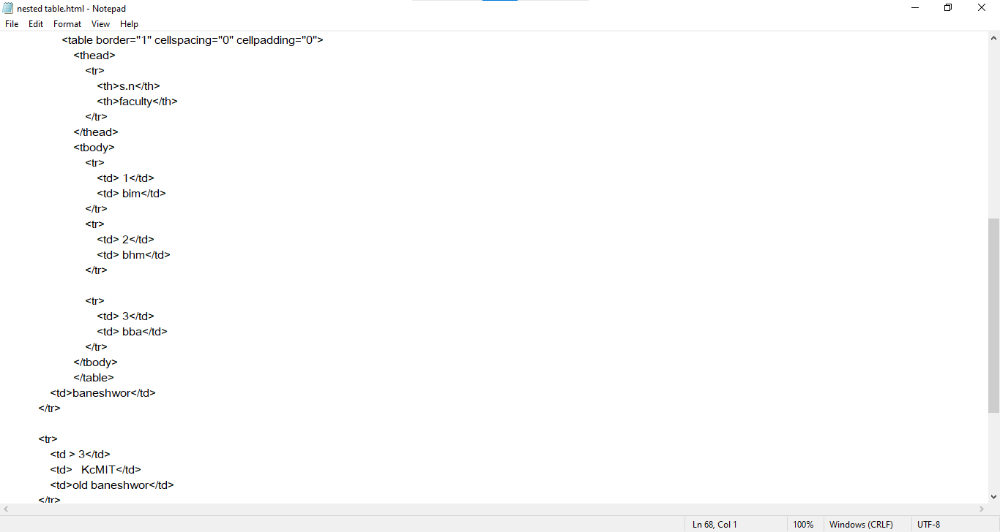 nested table.html - Notepad
File Edit Format View Help
<table border="1" cellspacing="0" cellpadding="0">
<thead>
<tr>
<th>s.n</th>
<th>faculty</th>
</tr>
</thead>
<tbody>
<tr>
<td> 1</td>
<td> bim</td>
</tr>
<tr>
<td> 2</td>
<td> bhm</td>
</tr>
<tr>
<td> 3</td>
<td> bba</td>
</tr>
</tbody>
</table>
<td>baneshwor</td>
</tr>
<tr>
<td > 3</td>
<td>   KcMIT</td>
<td>old baneshwor</td>
</tr>
Ln 68, Col 1 100% Windows (CRLF) UTF-8